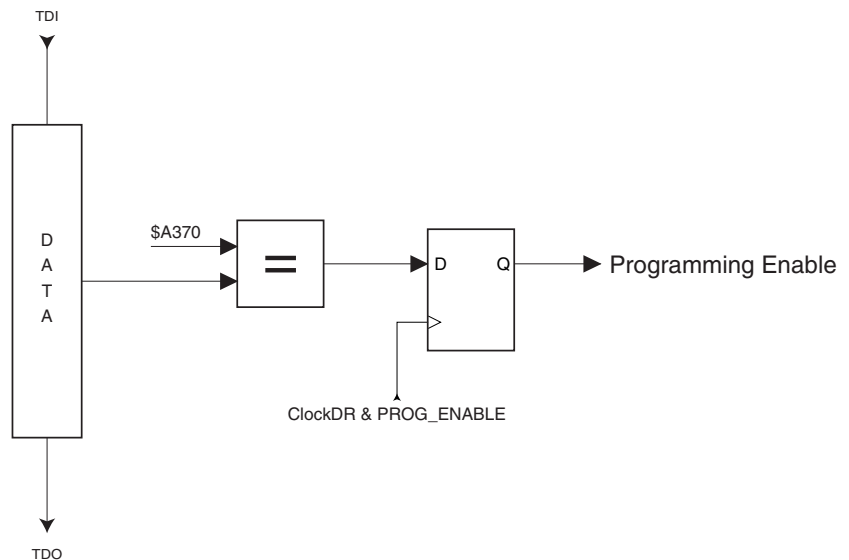 TDI
D
A
T
A
$A370
=
D
Q
Programming Enable
ClockDR & PROG_ENABLE
TDO